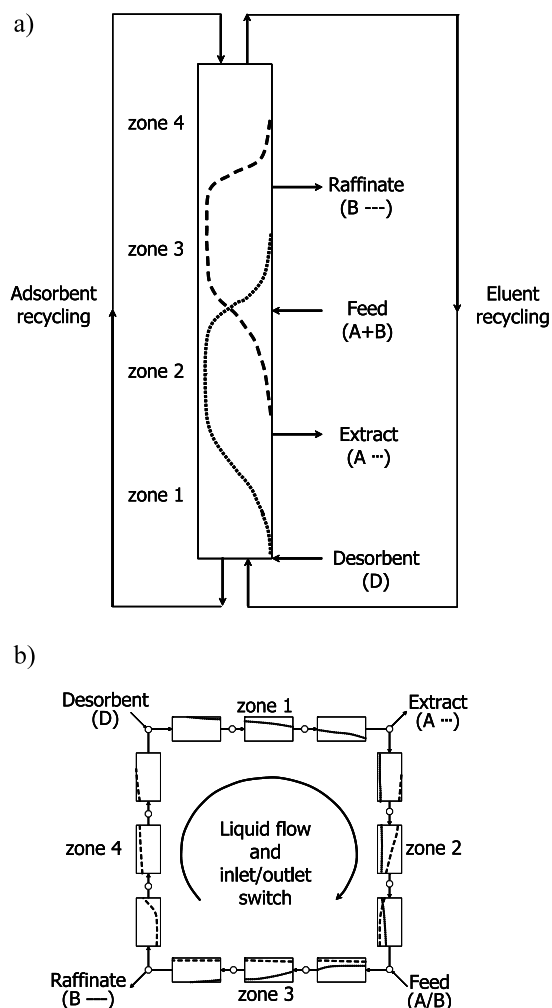 a)
zone 4
Raffinate
(B ---)
zone 3
Adsorbent
recycling
Feed
(A+B)
Eluent
recycling
zone 2
Extract
(A ···)
zone 1
Desorbent
(D)
b)
Desorbent
(D)
zone 1
Extract
(A ···)
zone 4
Liquid flow
and
inlet/outlet
switch
zone 2
Raffinate
(B —)
zone 3
Feed
(A/B)